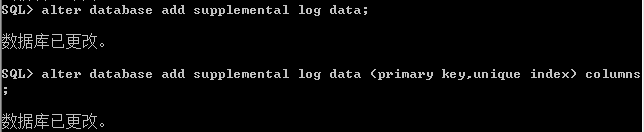 SQL> alter database add supplemental log data;
数据库已更改。
SQL> alter database add supplemental log data (primary key,unique index) columns
;
数据库已更改。